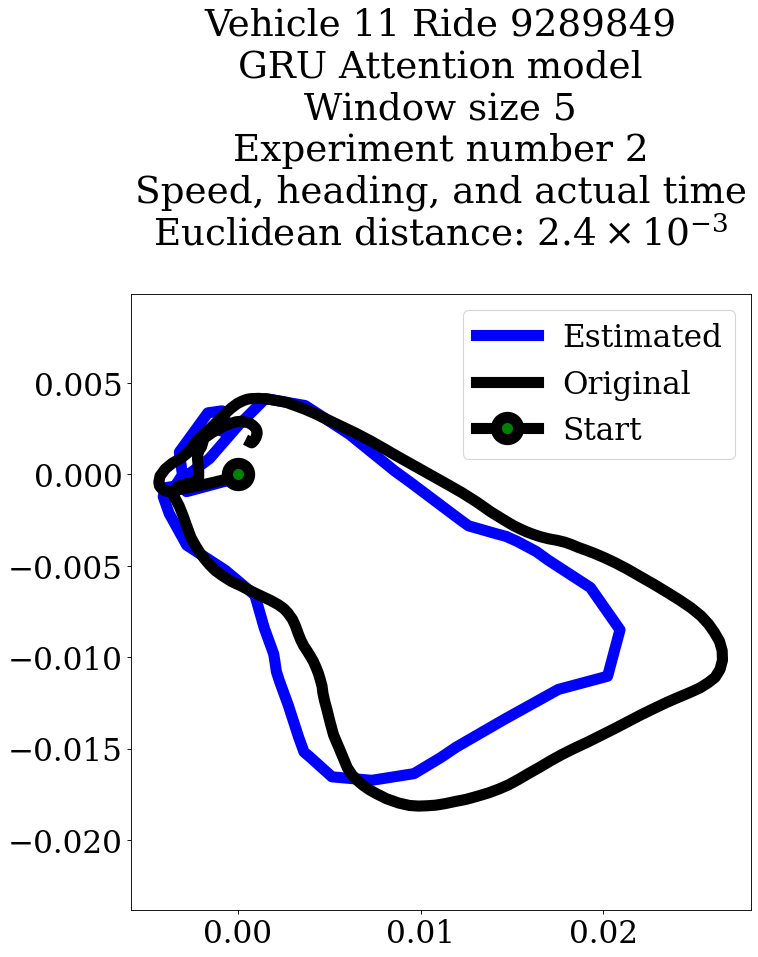 Vehicle 11 Ride 9289849
GRU Attention model
Window size 5
Experiment number 2
Speed, heading, and actual time
Euclidean distance: 2.4 × 10⁻³
Estimated
Original
Start
0.005
0.000
−0.005
−0.010
−0.015
−0.020
0.00 0.01 0.02